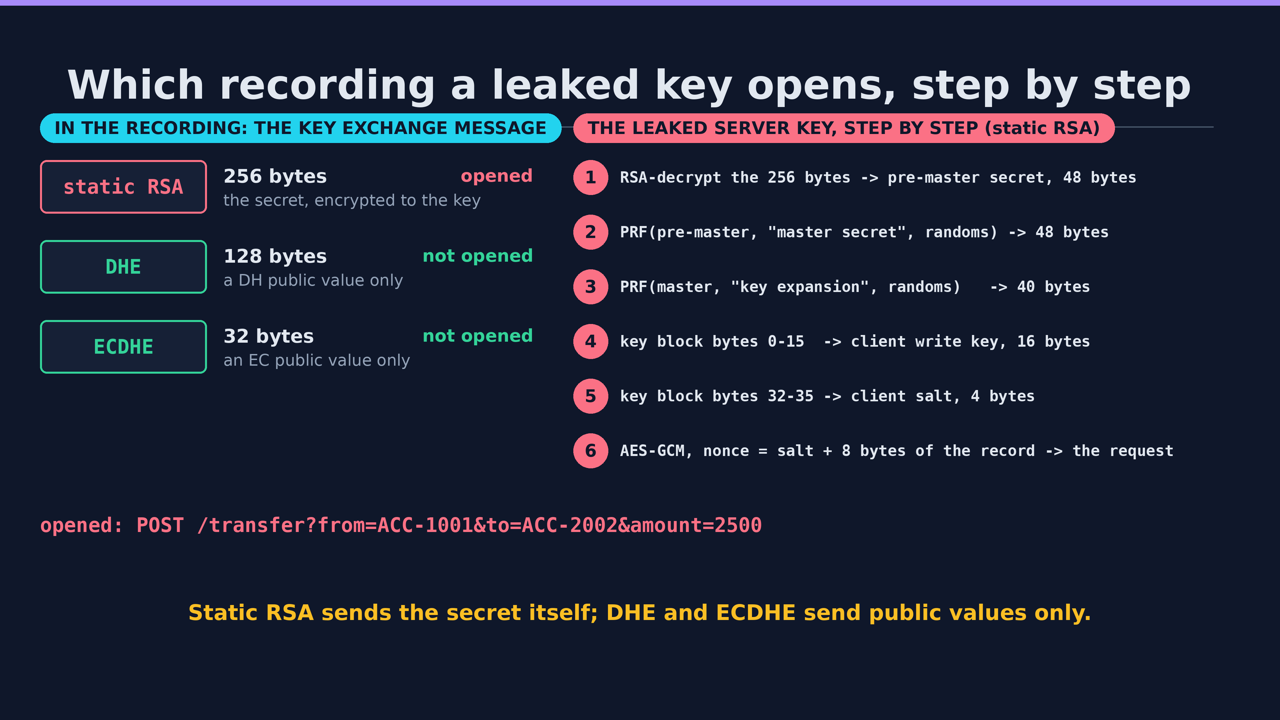 Which recording a leaked key opens, step by step
IN THE RECORDING: THE KEY EXCHANGE MESSAGE
static RSA
256 bytes
opened
the secret, encrypted to the key
DHE
128 bytes
not opened
a DH public value only
ECDHE
32 bytes
not opened
an EC public value only
THE LEAKED SERVER KEY, STEP BY STEP (static RSA)
1 RSA-decrypt the 256 bytes -> pre-master secret, 48 bytes
2 PRF(pre-master, "master secret", randoms) -> 48 bytes
3 PRF(master, "key expansion", randoms)   -> 40 bytes
4 key block bytes 0-15  -> client write key, 16 bytes
5 key block bytes 32-35 -> client salt, 4 bytes
6 AES-GCM, nonce = salt + 8 bytes of the record -> the request
opened: POST /transfer?from=ACC-1001&to=ACC-2002&amount=2500
Static RSA sends the secret itself; DHE and ECDHE send public values only.